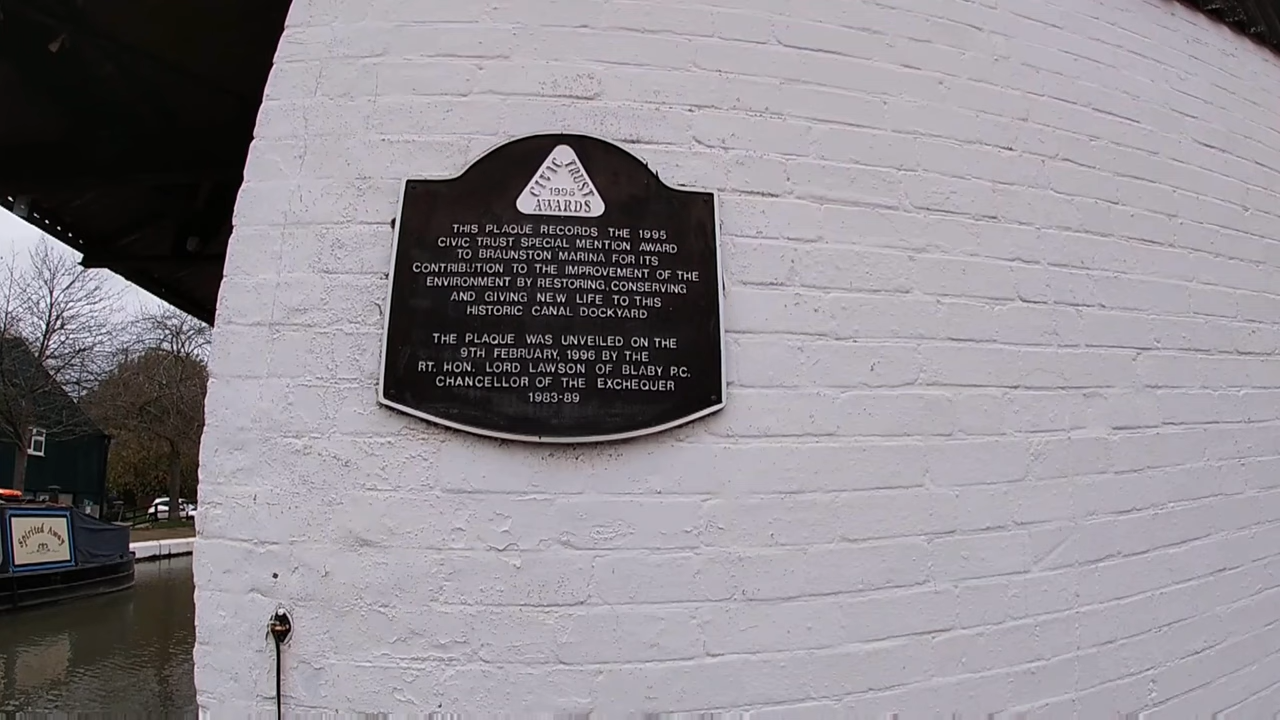 CIVIC TRUST
1995
AWARDS
THIS PLAQUE RECORDS THE 1995
CIVIC TRUST SPECIAL MENTION AWARD
TO BRAUNSTON MARINA FOR ITS
CONTRIBUTION TO THE IMPROVEMENT OF THE
ENVIRONMENT BY RESTORING, CONSERVING
AND GIVING NEW LIFE TO THIS
HISTORIC CANAL DOCKYARD
THE PLAQUE WAS UNVEILED ON THE
9TH FEBRUARY, 1996 BY THE
RT. HON. LORD LAWSON OF BLABY P.C.
CHANCELLOR OF THE EXCHEQUER
1983-89
Spirited Away